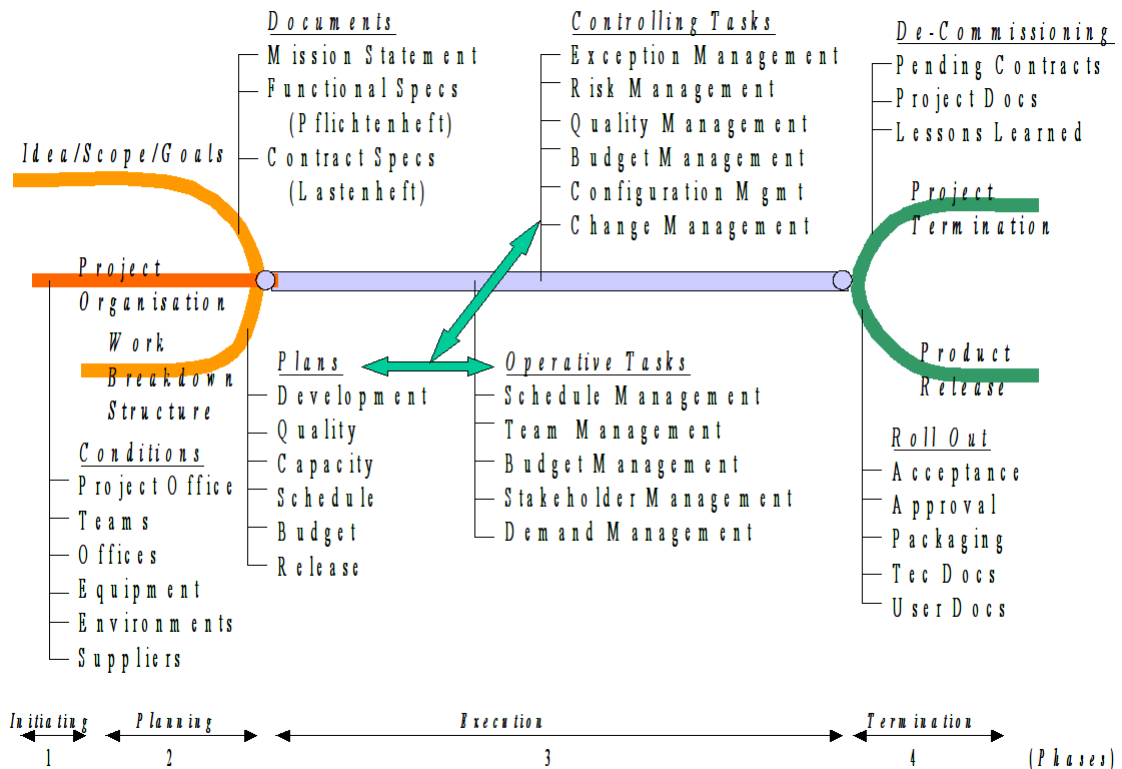 Documents
Mission Statement
Functional Specs
(Pflichtenheft)
Contract Specs
(Lastenheft)
Controlling Tasks
Exception Management
Risk Management
Quality Management
Budget Management
Configuration Mgmt
Change Management
De-Commissioning
Pending Contracts
Project Docs
Lessons Learned
Idea/Scope/Goals
Project
Organisation
Work
Breakdown
Structure
Project
Termination
Product
Release
Conditions
Project Office
Teams
Offices
Equipment
Environments
Suppliers
Plans
Development
Quality
Capacity
Schedule
Budget
Release
Operative Tasks
Schedule Management
Team Management
Budget Management
Stakeholder Management
Demand Management
Roll Out
Acceptance
Approval
Packaging
Tec Docs
User Docs
Initiating
Planning
Execution
Termination
1
2
3
4
(Phases)